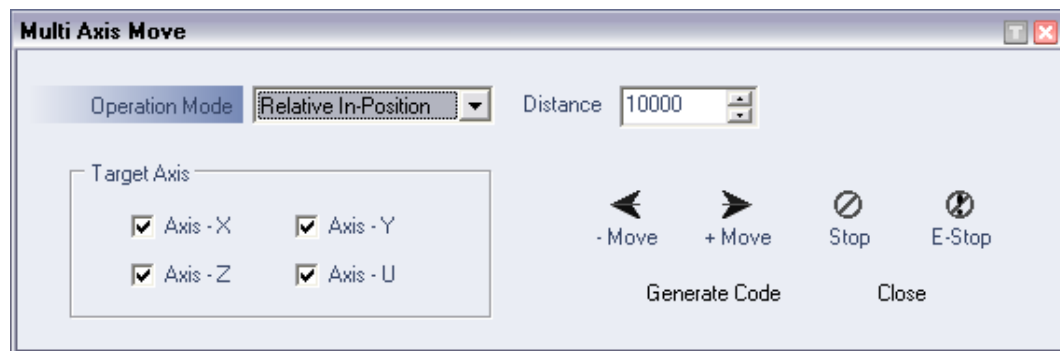 Multi Axis Move
T
Operation Mode Relative In-Position Distance 10000
Target Axis
Axis - X Axis - Y
Axis - Z Axis - U
- Move + Move Stop E-Stop
Generate Code Close